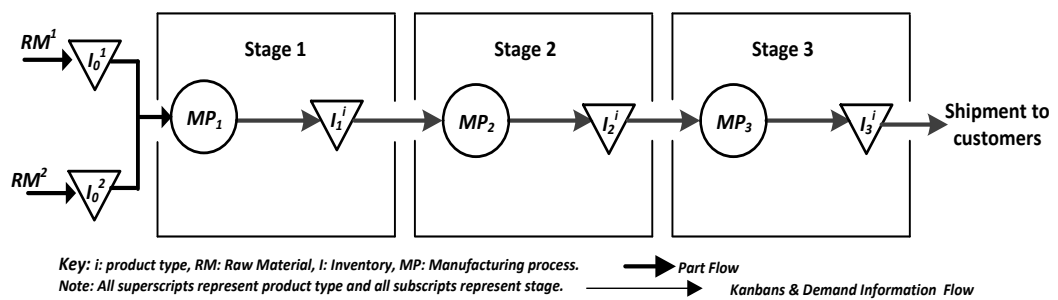 Stage 1
Stage 2
Stage 3
RM¹
I₀¹
MP₁
I₁ⁱ
MP₂
I₂ⁱ
MP₃
I₃ⁱ
Shipment to
customers
RM²
I₀²
Key: i: product type, RM: Raw Material, I: Inventory, MP: Manufacturing process.
Part Flow
Note: All superscripts represent product type and all subscripts represent stage.
Kanbans & Demand Information Flow